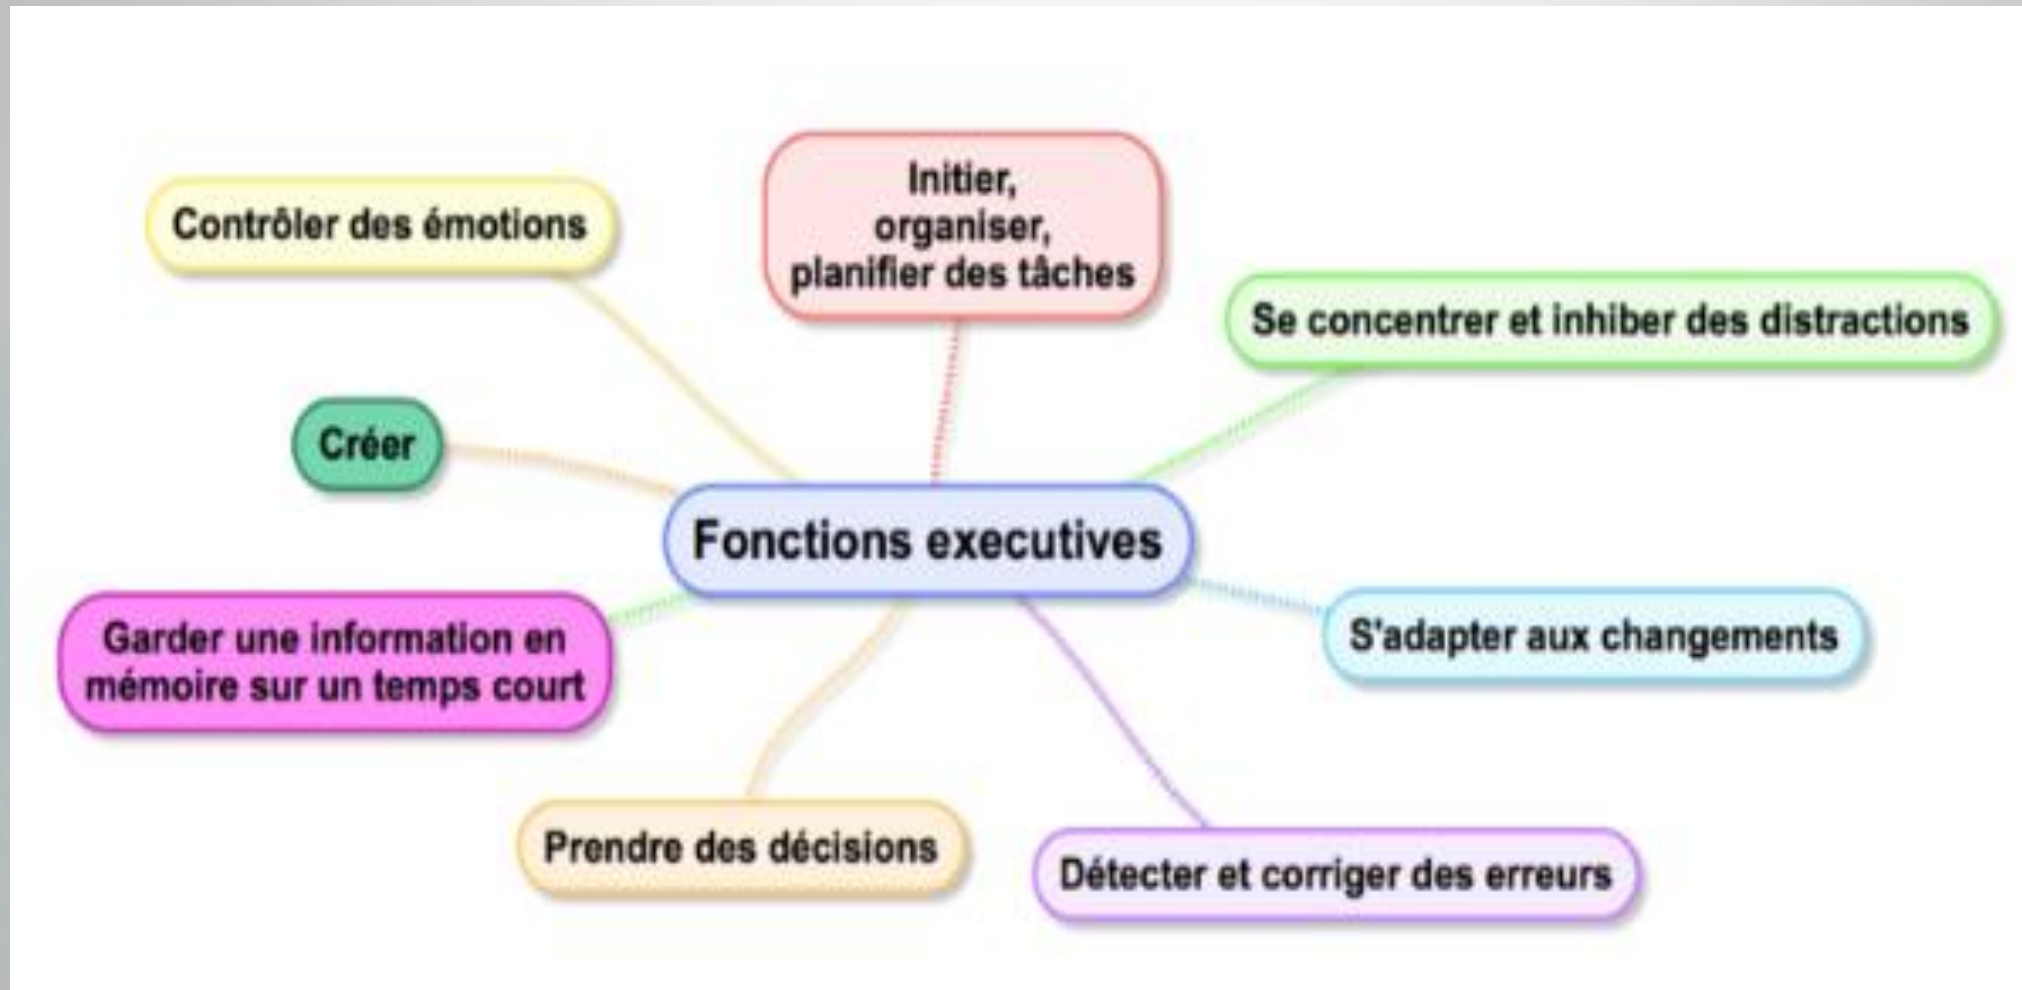 Initier,
organiser,
planifier des tâches
Contrôler des émotions
Se concentrer et inhiber des distractions
Créer
Fonctions executives
Garder une information en
mémoire sur un temps court
S'adapter aux changements
Prendre des décisions
Détecter et corriger des erreurs